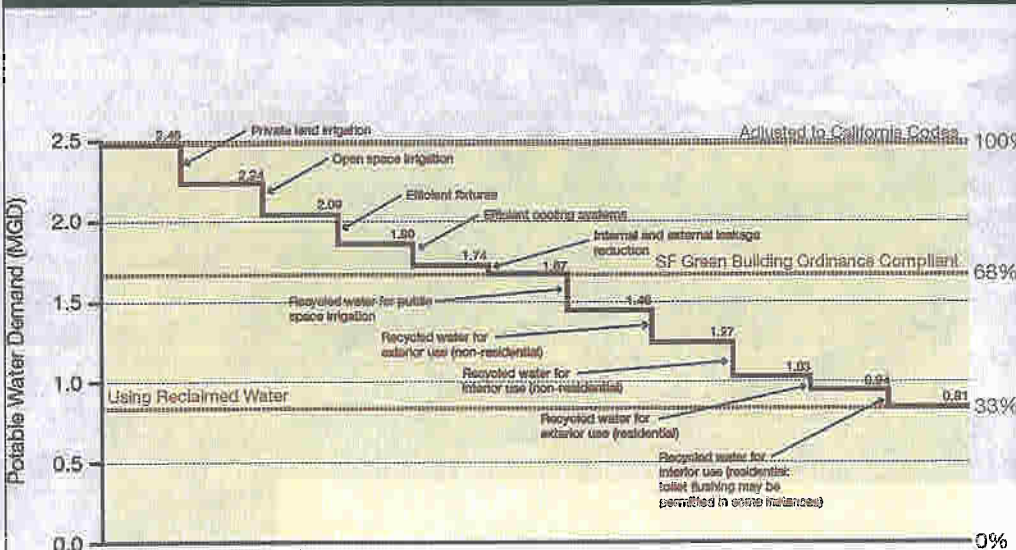 Potable Water Demand (MGD)
2.5
2.0
1.5
1.0
0.5
0.0
Adjusted to California Codes
100%
SF Green Building Ordinance Compliant
68%
Using Reclaimed Water
33%
0%
Private land irrigation
2.24
Open space irrigation
2.09
Efficient fixtures
Efficient cooling systems
1.74
Internal and external leakage
reduction
1.67
Recycled water for public
space irrigation
1.46
Recycled water for
exterior use (non-residential)
1.27
Recycled water for
interior use (non-residential)
1.03
Recycled water for
exterior use (residential)
0.94
Recycled water for
interior use (residential:
toilet flushing may be
permitted in some instances)
0.81